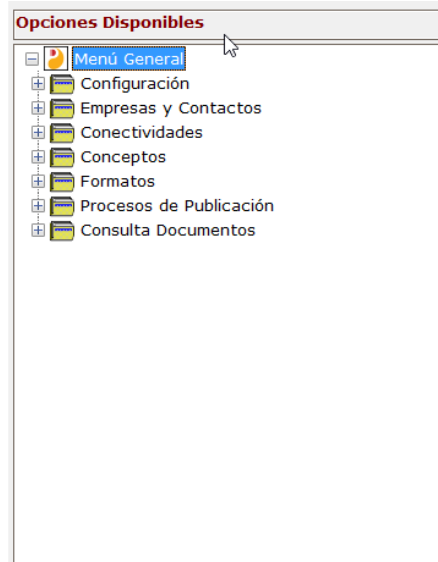 Opciones Disponibles
Menú General
Configuración
Empresas y Contactos
Conectividades
Conceptos
Formatos
Procesos de Publicación
Consulta Documentos